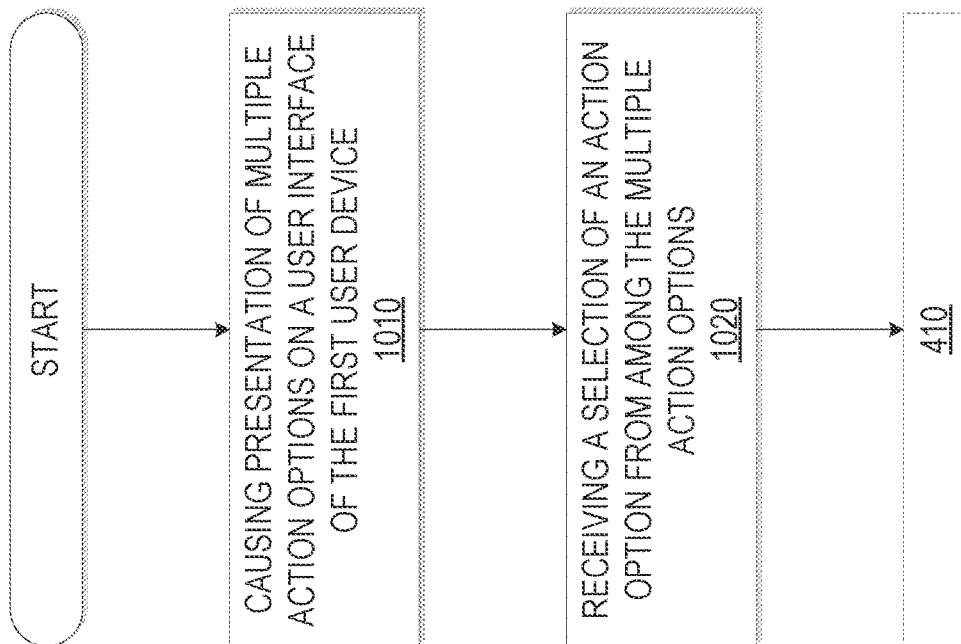 START
CAUSING PRESENTATION OF MULTIPLE
ACTION OPTIONS ON A USER INTERFACE
OF THE FIRST USER DEVICE
1010
RECEIVING A SELECTION OF AN ACTION
OPTION FROM AMONG THE MULTIPLE
ACTION OPTIONS
1020
410